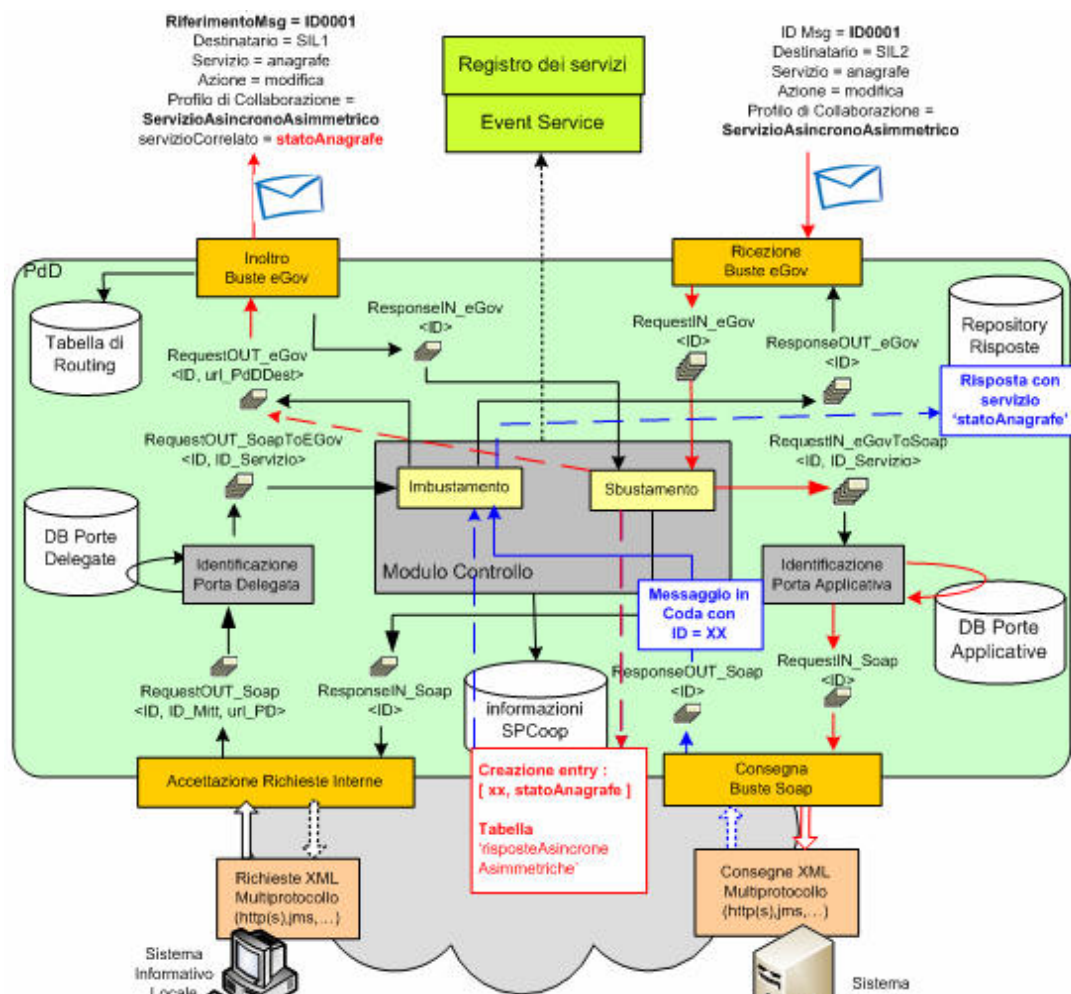 RiferimentoMsg = ID0001
Destinatario = SIL1
Servizio = anagrafe
Azione = modifica
Profilo di Collaborazione =
ServizioAsincronoAsimmetrico
servizioCorrelato = statoAnagrafe
Registro dei servizi
Event Service
ID Msg = ID0001
Destinatario = SIL2
Servizio = anagrafe
Azione = modifica
Profilo di Collaborazione =
ServizioAsincronoAsimmetrico
PdD
Inoltro
Buste eGov
Ricezione
Buste eGov
Tabella di
Routing
ResponseIN_eGov
<ID>
RequestOUT_eGov
<ID, url_PdDDest>
RequestIN_eGov
<ID>
ResponseOUT_eGov
<ID>
Repository
Risposte
Risposta con
servizio
'statoAnagrafe'
RequestOUT_SoapToEGov
<ID, ID_Servizio>
RequestIN_eGovToSoap
<ID, ID_Servizio>
Imbustamento
Sbustamento
Modulo Controllo
DB Porte
Delegate
Identificazione
Porta Delegata
Identificazione
Porta Applicativa
DB Porte
Applicative
Messaggio in
Coda con
ID = XX
RequestOUT_Soap
<ID, ID_Mitt, url_PD>
ResponseIN_Soap
<ID>
informazioni
SPCoop
ResponseOUT_Soap
<ID>
RequestIN_Soap
<ID>
Accettazione Richieste Interne
Creazione entry :
[ xx, statoAnagrafe ]
Tabella
'risposteAsincrone
Asimmetriche'
Consegna
Buste Soap
Richieste XML
Multiprotocollo
(http(s),jms,...)
Consegne XML
Multiprotocollo
(http(s),jms,...)
Sistema
Informativo
Locale
Sistema